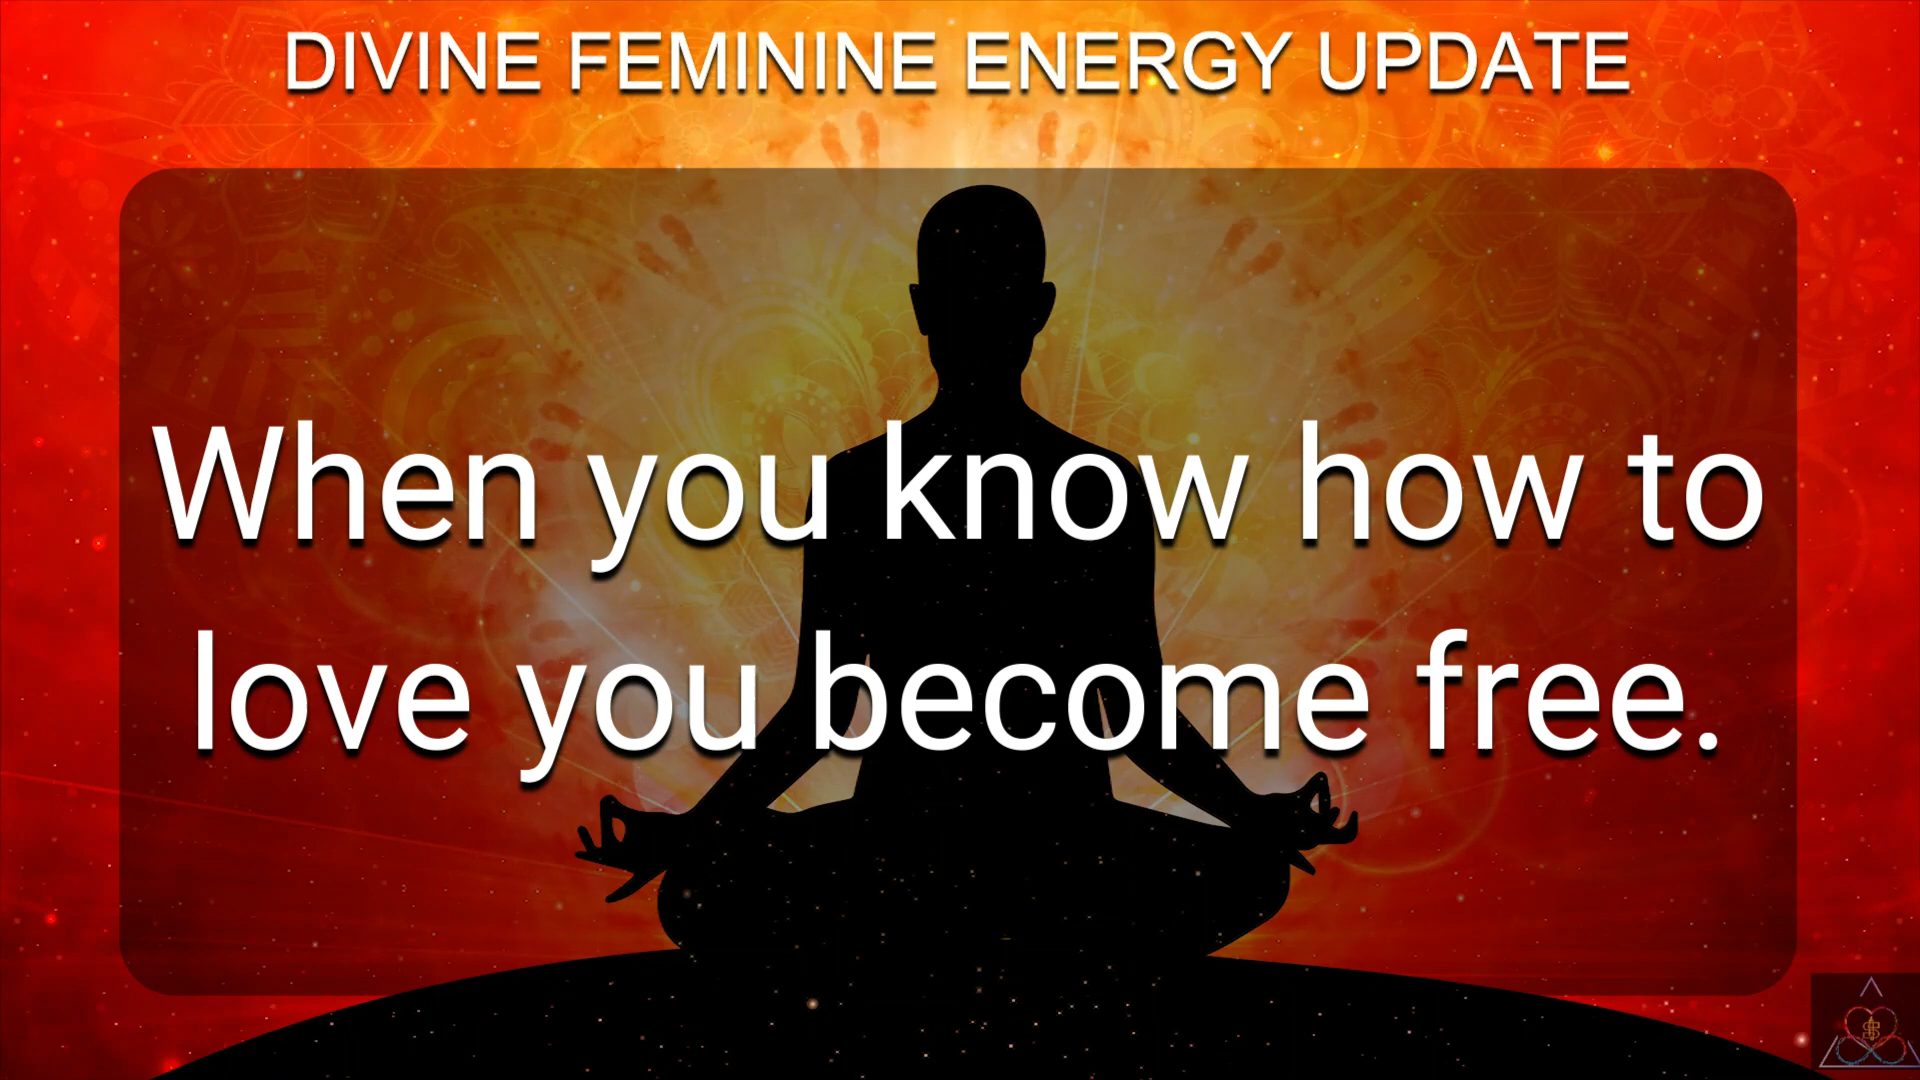 DIVINE FEMININE ENERGY UPDATE
When you know how to
love you become free.